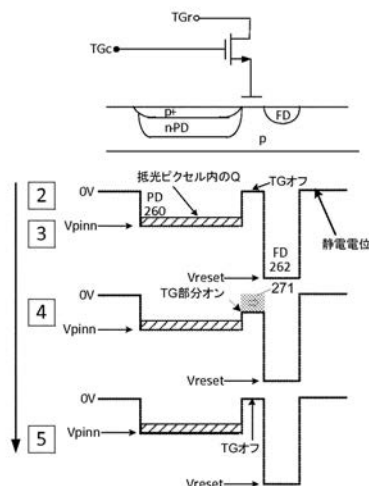 TGr
TGc
p+
n-PD
FD
p
抵光ピクセル内のQ
TGオフ
2
0V
PD
260
3
Vpinn
FD
262
静電電位
Vreset
4
0V
TG部分オン
271
Vpinn
Vreset
0V
5
Vpinn
TGオフ
Vreset